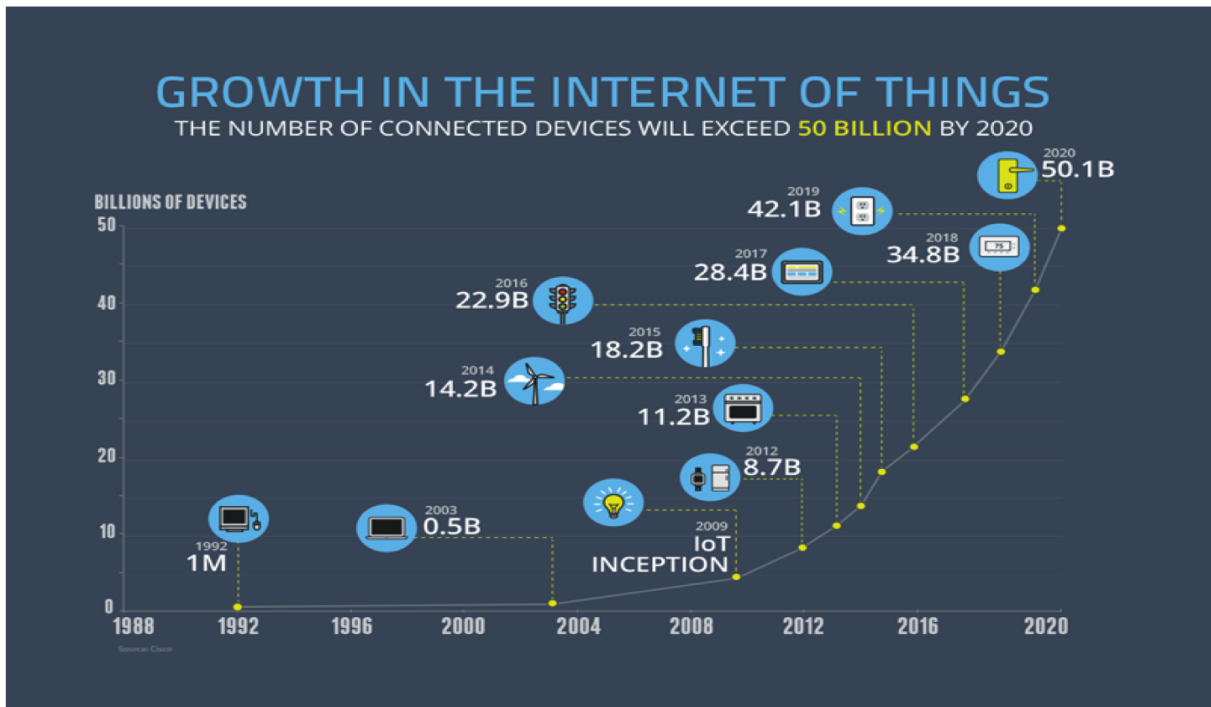 GROWTH IN THE INTERNET OF THINGS
THE NUMBER OF CONNECTED DEVICES WILL EXCEED 50 BILLION BY 2020
BILLIONS OF DEVICES
50
40
30
20
10
0
1988
1992
1996
2000
2004
2008
2012
2016
2020
1992
1M
2003
0.5B
2009
IoT
INCEPTION
2012
8.7B
2013
11.2B
2014
14.2B
2015
18.2B
2016
22.9B
2017
28.4B
2018
34.8B
75
2019
42.1B
2020
50.1B
Source: Cisco